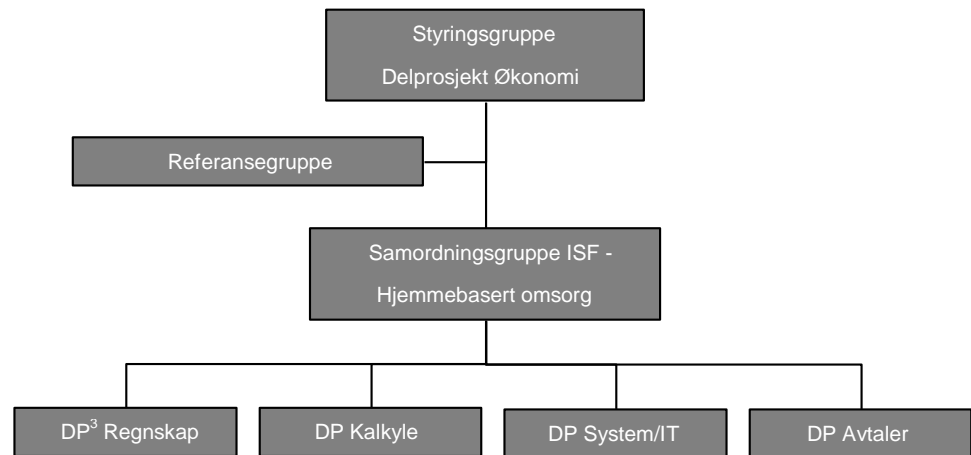 Styringsgruppe
Delprosjekt Økonomi
Referansegruppe
Samordningsgruppe ISF -
Hjemmebasert omsorg
DP³ Regnskap
DP Kalkyle
DP System/IT
DP Avtaler